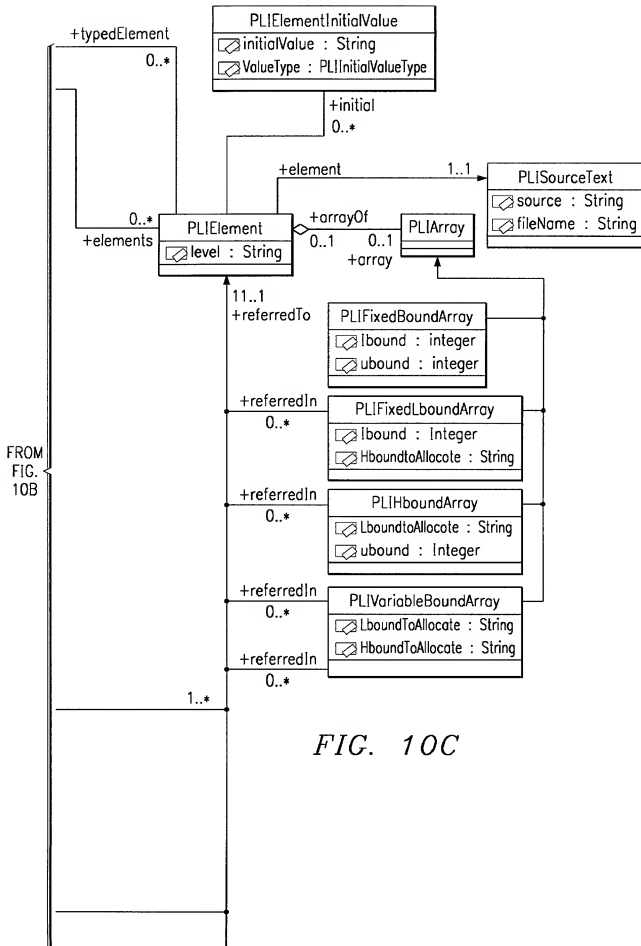 PLIElementInitialValue
initialValue : String
ValueType : PLIInitialValueType
+typedElement
0..*
+initial
0..*
+element
1..1
PLISourceText
source : String
fileName : String
0..*
+elements
PLIElement
level : String
+arrayOf
0..1
0..1
+array
PLIArray
11..1
+referredTo
PLIFixedBoundArray
lbound : integer
ubound : integer
+referredIn
0..*
PLIFixedLboundArray
lbound : Integer
HboundtoAllocote : String
FROM
FIG.
10B
+referredIn
0..*
PLIHboundArray
LboundtoAllocote : String
ubound : Integer
+referredIn
0..*
PLIVariableBoundArray
LboundToAllocate : String
HboundToAllocate : String
+referredIn
0..*
1..*
FIG. 10C